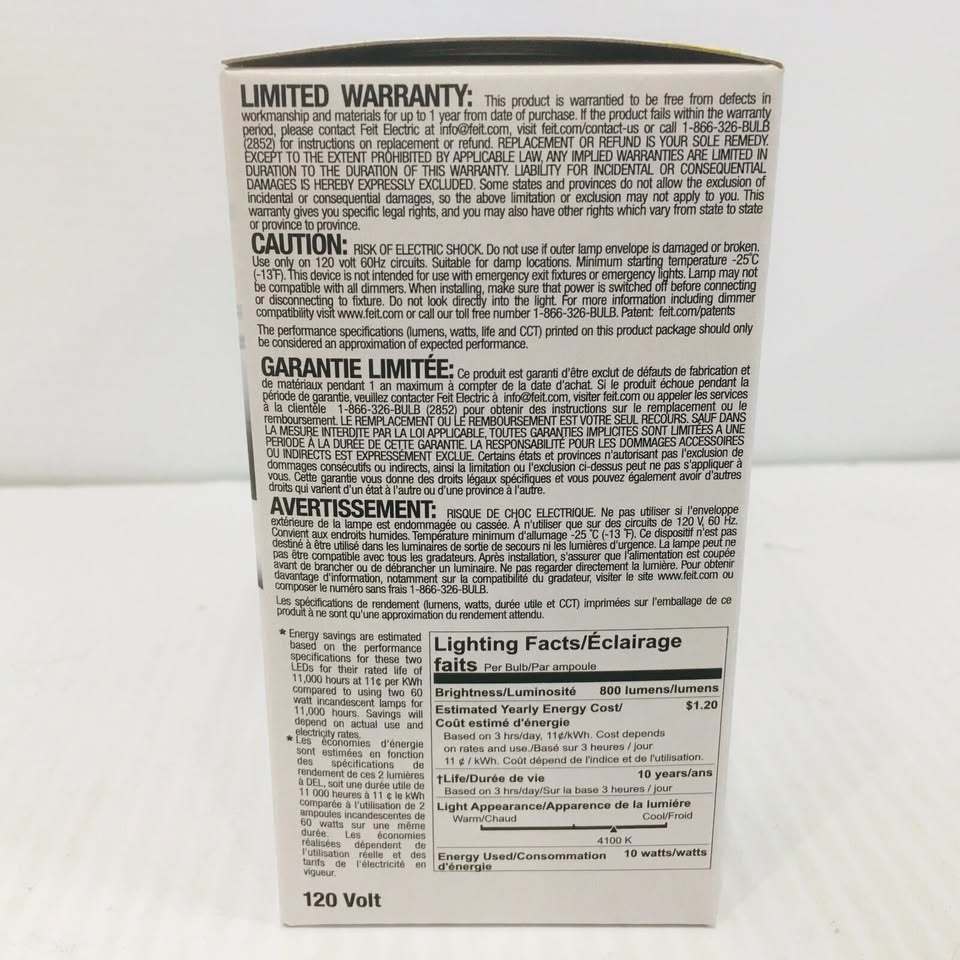 LIMITED WARRANTY: This product is warrantied to be free from defects in
workmanship and materials for up to 1 year from date of purchase. If the product fails within the warranty
period, please contact Feit Electric at info@feit.com, visit feit.com/contact-us or call 1-866-326-BULB
(2852) for instructions on replacement or refund. REPLACEMENT OR REFUND IS YOUR SOLE REMEDY.
EXCEPT TO THE EXTENT PROHIBITED BY APPLICABLE LAW, ANY IMPLIED WARRANTIES ARE LIMITED IN
DURATION TO THE DURATION OF THIS WARRANTY. LIABILITY FOR INCIDENTAL OR CONSEQUENTIAL
DAMAGES IS HEREBY EXPRESSLY EXCLUDED. Some states and provinces do not allow the exclusion of
incidental or consequential damages, so the above limitation or exclusion may not apply to you. This
warranty gives you specific legal rights, and you may also have other rights which vary from state to state
or province to province.
CAUTION: RISK OF ELECTRIC SHOCK. Do not use if outer lamp envelope is damaged or broken.
Use only on 120 volt 60Hz circuits. Suitable for damp locations. Minimum starting temperature -25°C
(-13°F). This device is not intended for use with emergency exit fixtures or emergency lights. Lamp may not
be compatible with all dimmers. When installing, make sure that power is switched off before connecting
or disconnecting to fixture. Do not look directly into the light. For more information including dimmer
compatibility visit www.feit.com or call our toll free number 1-866-326-BULB. Patent: feit.com/patents
The performance specifications (lumens, watts, life and CCT) printed on this product package should only
be considered an approximation of expected performance.
GARANTIE LIMITÉE: Ce produit est garanti d'être exclut de défauts de fabrication et
de matériaux pendant 1 an maximum à compter de la date d'achat. Si le produit échoue pendant la
période de garantie, veuillez contacter Feit Electric à info@feit.com, visiter feit.com ou appeler les services
à la clientèle 1-866-326-BULB (2852) pour obtenir des instructions sur le remplacement ou le
remboursement. LE REMPLACEMENT OU LE REMBOURSEMENT EST VOTRE SEUL RECOURS. SAUF DANS
LA MESURE INTERDITE PAR LA LOI APPLICABLE, TOUTES GARANTIES IMPLICITES SONT LIMITÉES A UNE
PERIODE À LA DURÉE DE CETTE GARANTIE. LA RESPONSABILITÉ POUR LES DOMMAGES ACCESSOIRES
OU INDIRECTS EST EXPRESSÉMENT EXCLUE. Certains états et provinces n'autorisant pas l'exclusion de
dommages consécutifs ou indirects, ainsi la limitation ou l'exclusion ci-dessus peut ne pas s'appliquer à
vous. Cette garantie vous donne des droits légaux spécifiques et vous pouvez également avoir d'autres
droits qui varient d'un état à l'autre ou d'une province à l'autre.
AVERTISSEMENT: RISQUE DE CHOC ELECTRIQUE. Ne pas utiliser si l'enveloppe
extérieure de la lampe est endommagée ou cassée. À n'utiliser que sur des circuits de 120 V, 60 Hz.
Convient aux endroits humides. Température minimum d'allumage -25 °C (-13 °F). Ce dispositif n'est pas
destiné à être utilisé dans les luminaires de sortie de secours ni les lumières d'urgence. La lampe peut ne
pas être compatible avec tous les gradateurs. Après installation, s'assurer que l'alimentation est coupée
avant de brancher ou de débrancher un luminaire. Ne pas regarder directement la lumière. Pour obtenir
davantage d'information, notamment sur la compatibilité du gradateur, visiter le site www.feit.com ou
composer le numéro sans frais 1-866-326-BULB.
Les spécifications de rendement (lumens, watts, durée utile et CCT) imprimées sur l'emballage de ce
produit à ne sont qu'une approximation du rendement attendu.
* Energy savings are estimated
based on the performance
specifications for these two
LEDs for their rated life of
11,000 hours at 11¢ per KWh
compared to using two 60
watt incandescent lamps for
11,000 hours. Savings will
depend on actual use and
electricity rates.
* Les économies d'énergie
sont estimées en fonction
des spécifications de
rendement de ces 2 lumières
à DEL, soit une durée utile de
11 000 heures à 11 ¢ le kWh
comparée à l'utilisation de 2
ampoules incandescentes de
60 watts sur une même
durée. Les économies
réalisées dépendent de
l'utilisation réelle et des
tarifs de l'électricité en
vigueur.
Lighting Facts/Éclairage
faits Per Bulb/Par ampoule
Brightness/Luminosité 800 lumens/lumens
Estimated Yearly Energy Cost/ $1.20
Coût estimé d'énergie
Based on 3 hrs/day, 11¢/kWh. Cost depends
on rates and use./Basé sur 3 heures / jour
11 ¢ / kWh. Coût dépend de l'indice et de l'utilisation.
†Life/Durée de vie 10 years/ans
Based on 3 hrs/day/Sur la base 3 heures / jour
Light Appearance/Apparence de la lumiére
Warm/Chaud Cool/Froid
4100 K
Energy Used/Consommation 10 watts/watts
d'énergie
120 Volt